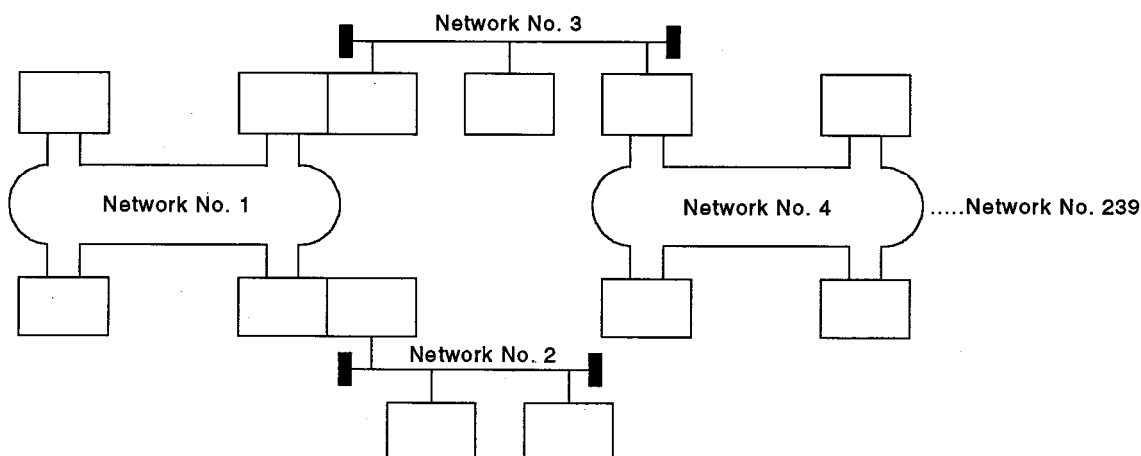 Network No. 3
Network No. 1
Network No. 4
.....Network No. 239
Network No. 2